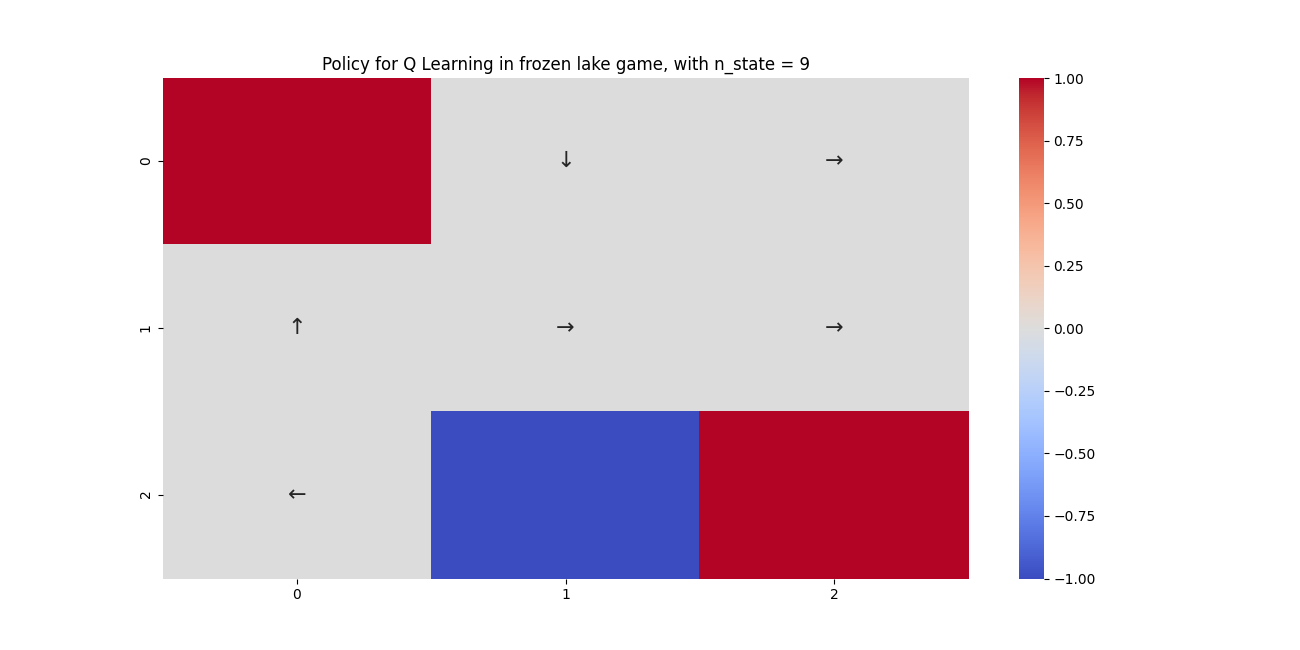 Policy for Q Learning in frozen lake game, with n_state = 9
0 ↓ →
1 ↑ → →
2 ←
0 1 2
1.00
0.75
0.50
0.25
0.00
−0.25
−0.50
−0.75
−1.00